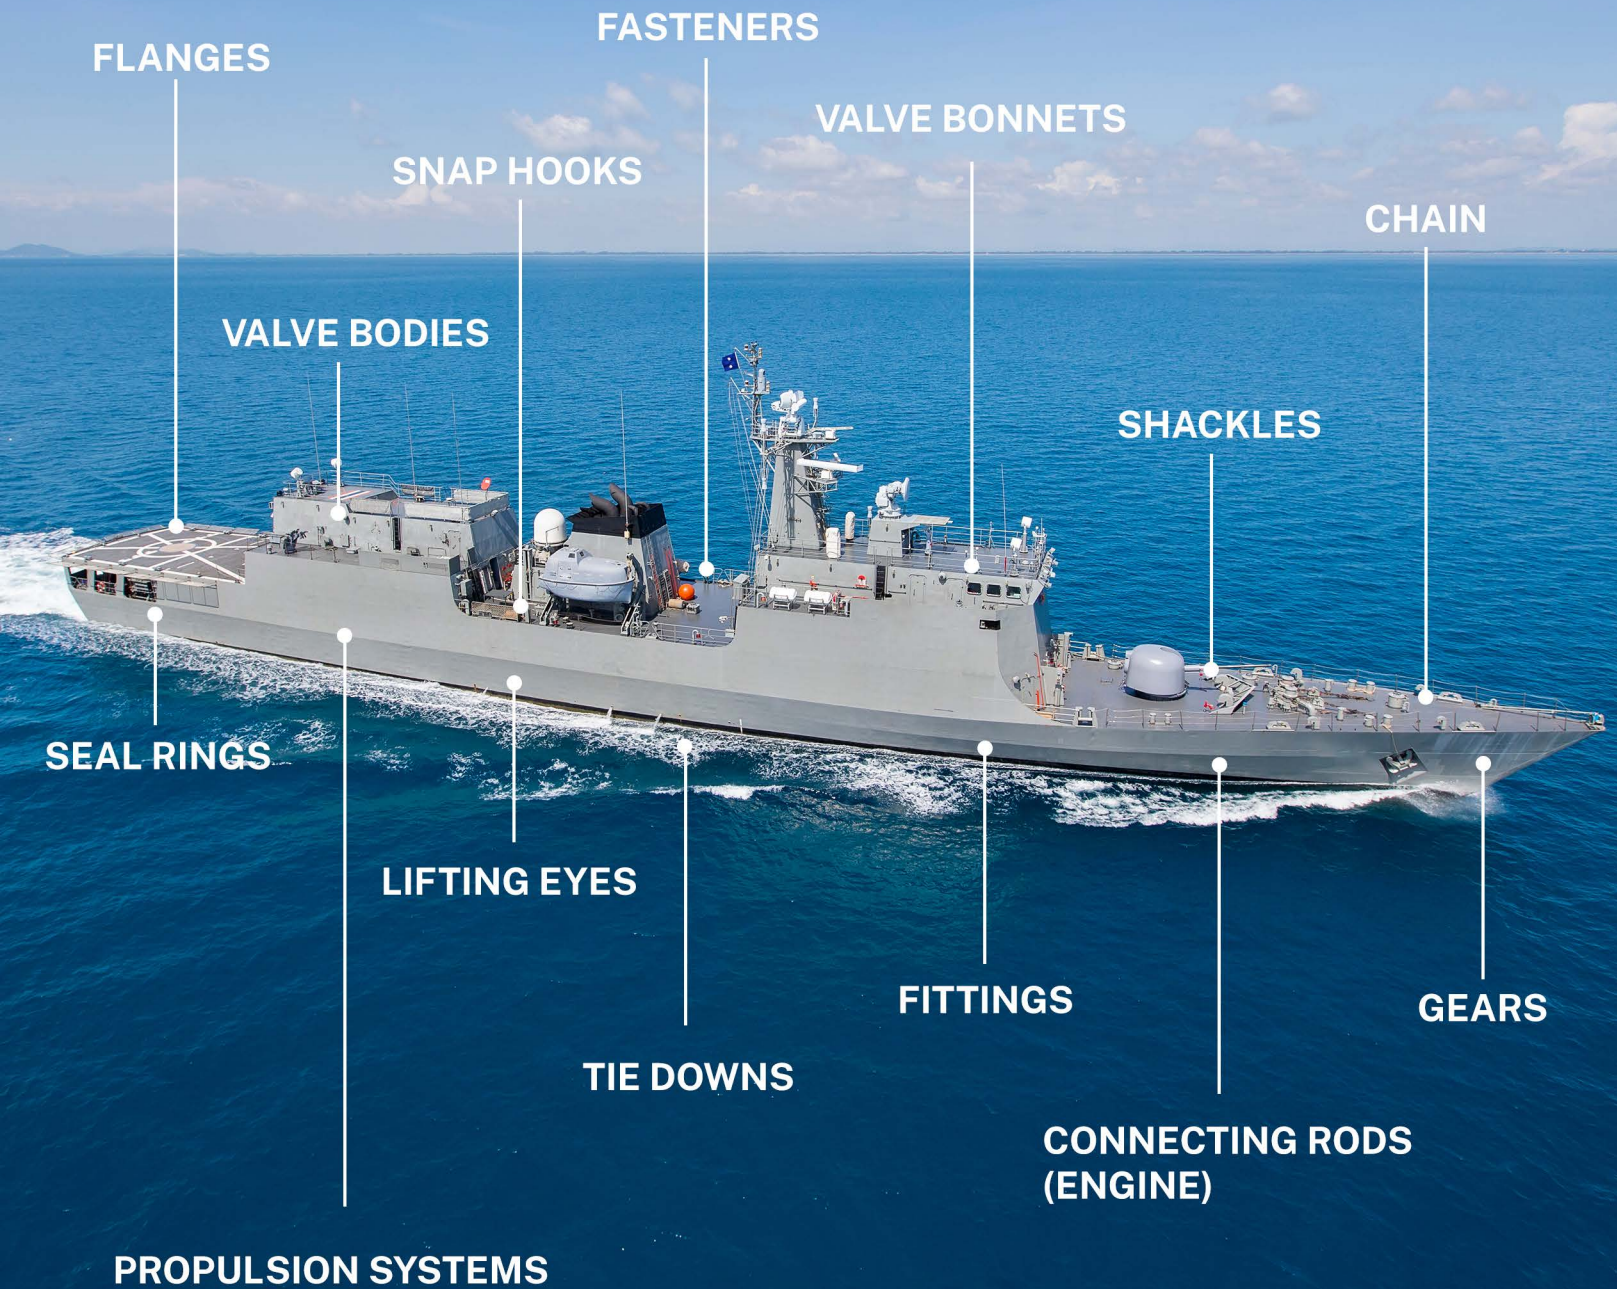 FASTENERS
FLANGES
VALVE BONNETS
SNAP HOOKS
CHAIN
VALVE BODIES
SHACKLES
SEAL RINGS
LIFTING EYES
FITTINGS
GEARS
TIE DOWNS
CONNECTING RODS
(ENGINE)
PROPULSION SYSTEMS